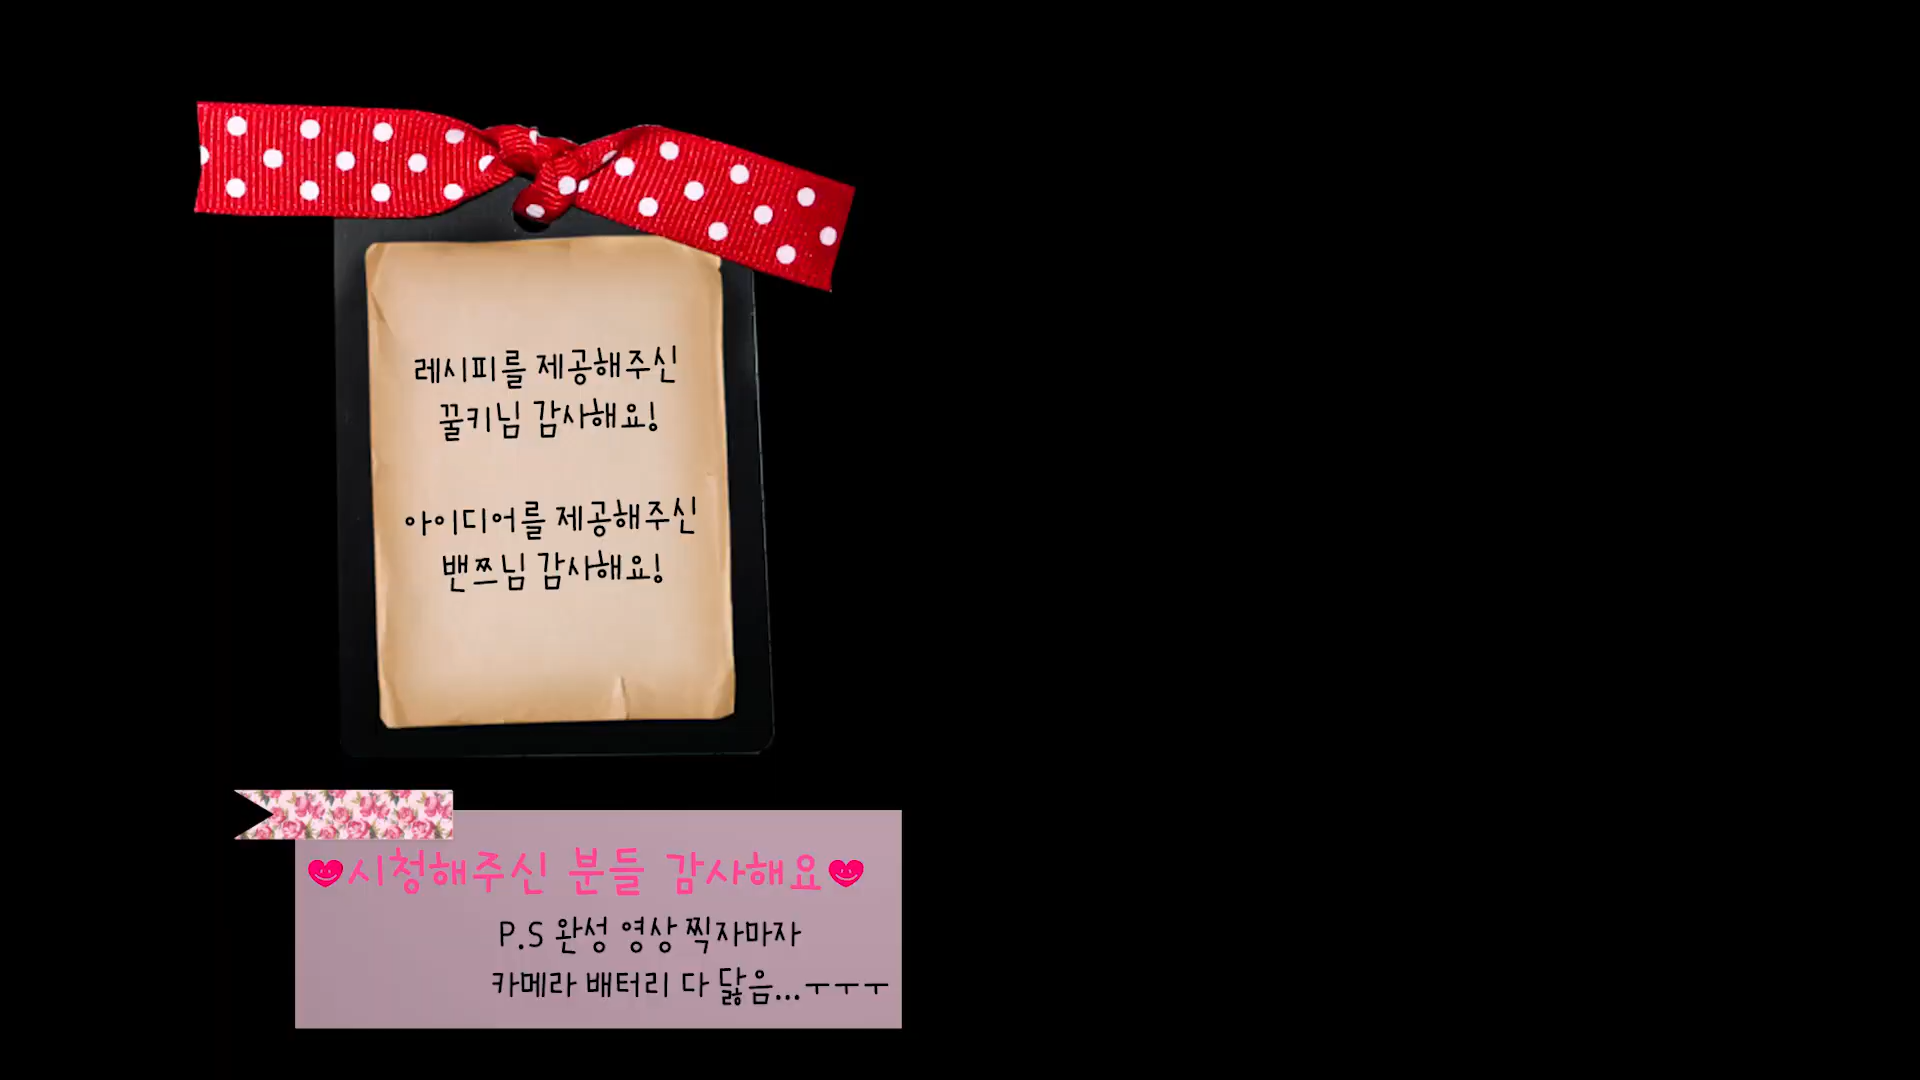 레시피를 제공해주신
꿀키님 감사해요!
아이디어를 제공해주신
밴쯔님 감사해요!
♥시청해주신 분들 감사해요♥
P.S 완성 영상 찍자마자
카메라 배터리 다 닳음...ㅜㅜㅜ